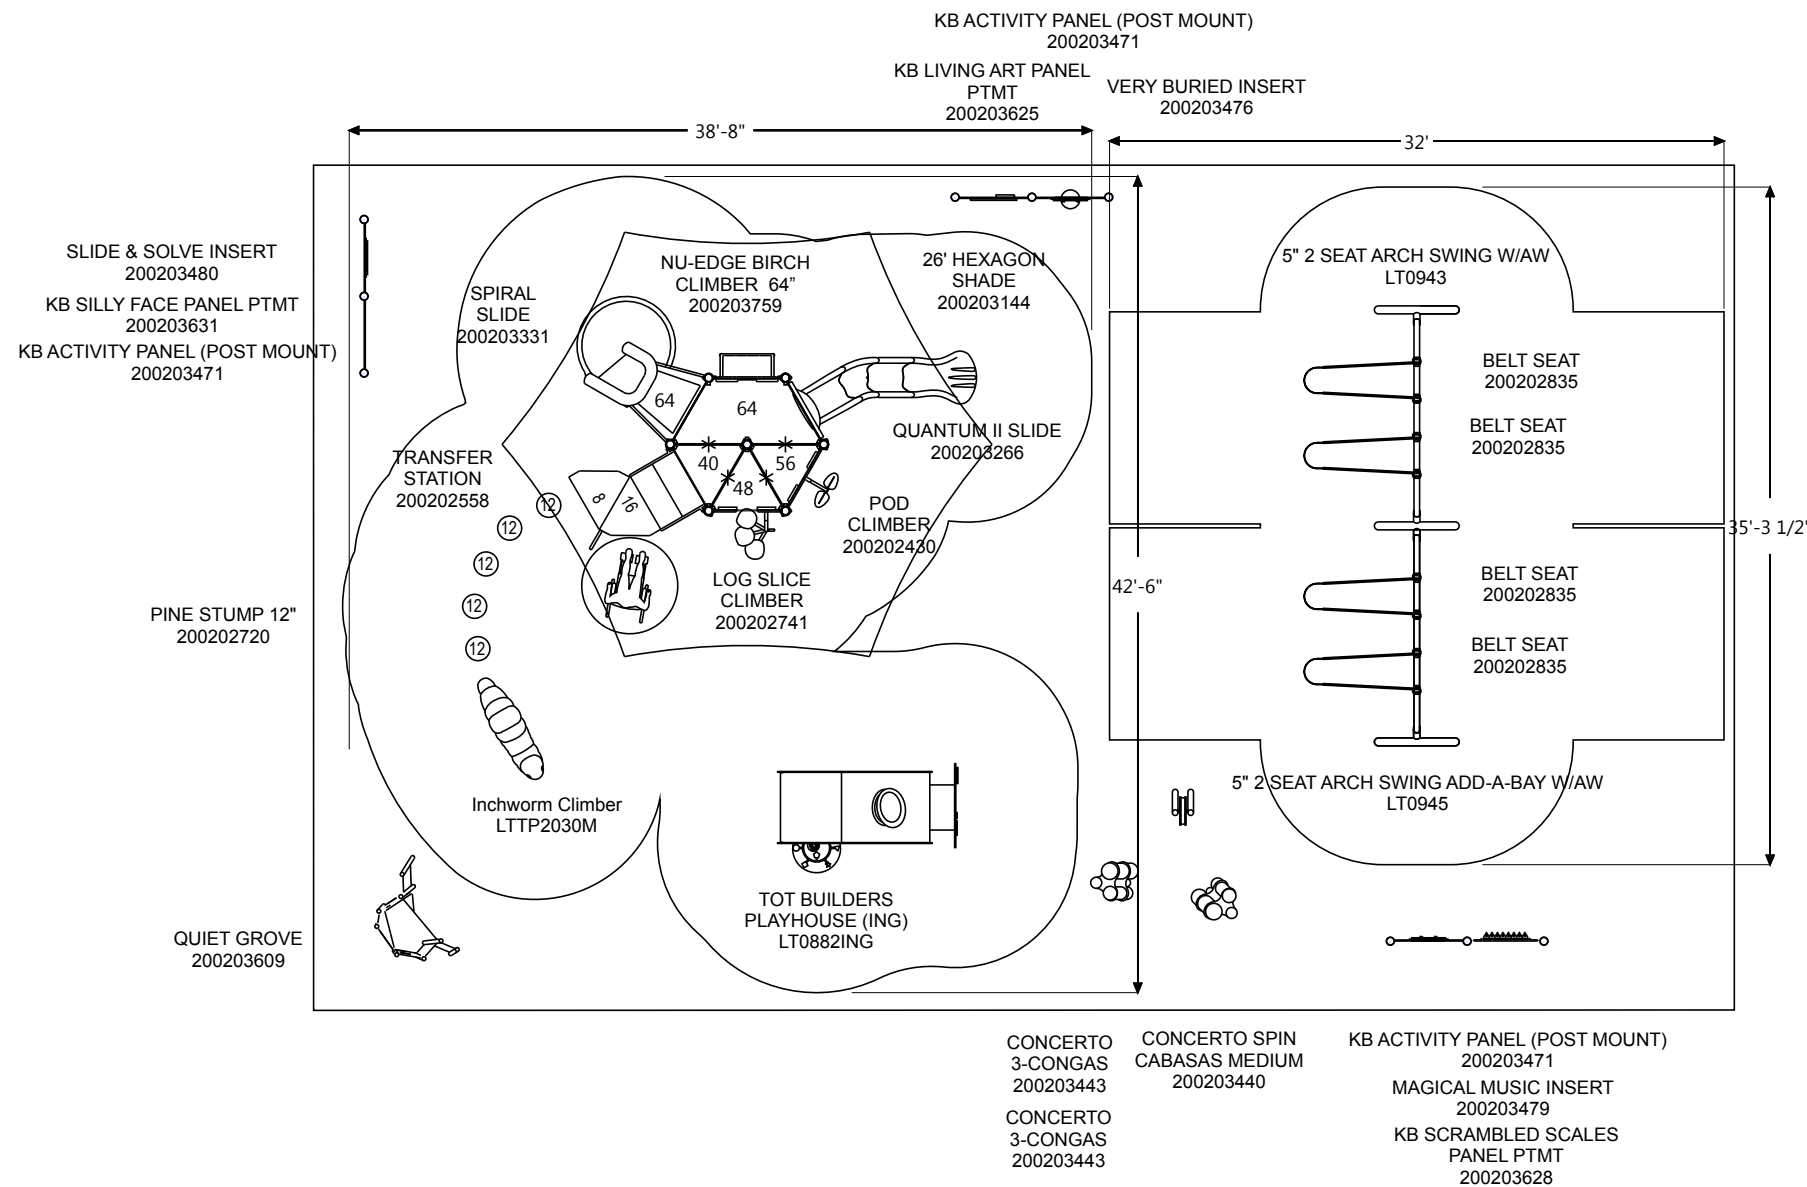 KB ACTIVITY PANEL (POST MOUNT)
200203471
KB LIVING ART PANEL
PTMT
200203625
VERY BURIED INSERT
200203476
38'-8"
32'
SLIDE & SOLVE INSERT
200203480
KB SILLY FACE PANEL PTMT
200203631
KB ACTIVITY PANEL (POST MOUNT)
200203471
SPIRAL
SLIDE
200203331
NU-EDGE BIRCH
CLIMBER 64”
200203759
26' HEXAGON
SHADE
200203144
5" 2 SEAT ARCH SWING W/AW
LT0943
BELT SEAT
200202835
BELT SEAT
200202835
64
64
40
56
48
8
16
QUANTUM II SLIDE
200203266
TRANSFER
STATION
200202558
POD
CLIMBER
200202430
12
12
12
12
12
LOG SLICE
CLIMBER
200202741
42'-6"
35'-3 1/2"
BELT SEAT
200202835
BELT SEAT
200202835
PINE STUMP 12"
200202720
Inchworm Climber
LTTP2030M
5" 2 SEAT ARCH SWING ADD-A-BAY W/AW
LT0945
TOT BUILDERS
PLAYHOUSE (ING)
LT0882ING
QUIET GROVE
200203609
CONCERTO
3-CONGAS
200203443
CONCERTO
3-CONGAS
200203443
CONCERTO SPIN
CABASAS MEDIUM
200203440
KB ACTIVITY PANEL (POST MOUNT)
200203471
MAGICAL MUSIC INSERT
200203479
KB SCRAMBLED SCALES
PANEL PTMT
200203628